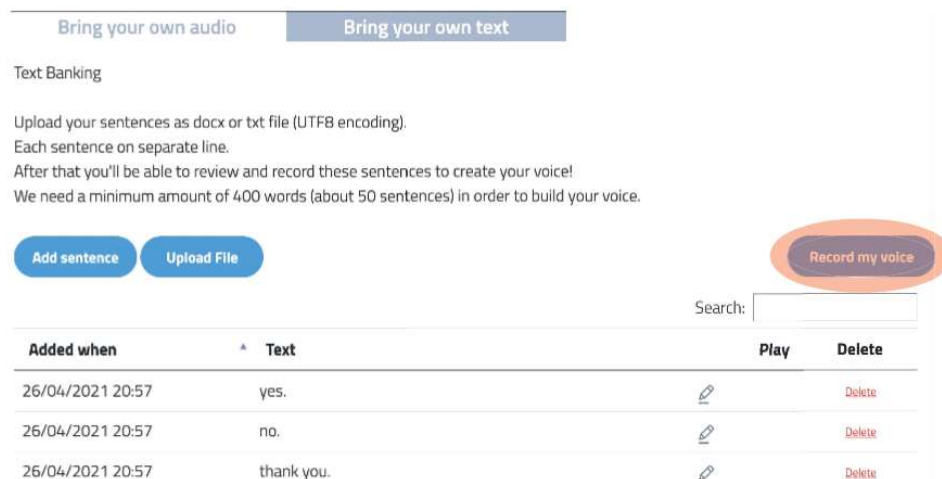 Bring your own audio Bring your own text
Text Banking
Upload your sentences as docx or txt file (UTF8 encoding).
Each sentence on separate line.
After that you'll be able to review and record these sentences to create your voice!
We need a minimum amount of 400 words (about 50 sentences) in order to build your voice.
Add sentence Upload File Record my voice
Search:
Added when Text Play Delete
26/04/2021 20:57 yes. Delete
26/04/2021 20:57 no. Delete
26/04/2021 20:57 thank you. Delete